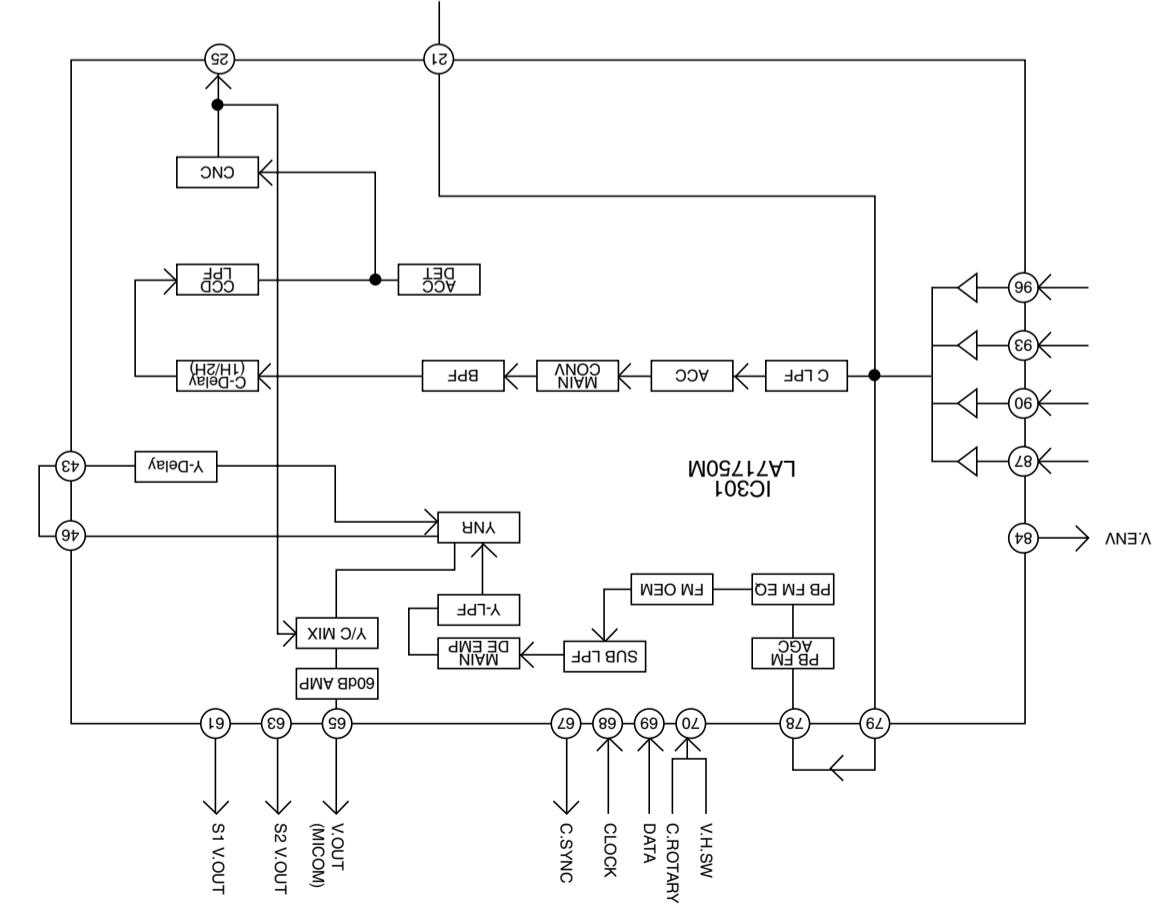 25
21
CNC
CCD
LPF
ACC
DET
96
C-Delay
(1H/2H)
BPF
MAIN
CONV
ACC
C LPF
93
90
43
Y-Delay
87
IC301
LA71750M
46
YNR
84
V.ENV
Y-LPF
FM OEM
PB FM EQ
Y/C MIX
MAIN
DE EMP
SUB LPF
PB FM
AGC
60dB AMP
61
63
65
67
68
69
70
78
79
S1 V.OUT
S2 V.OUT
V.OUT
(MICOM)
C.SYNC
CLOCK
DATA
C.ROTARY
V.H.SW